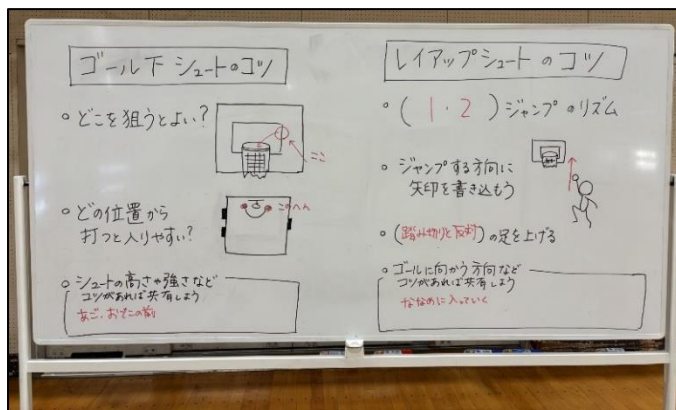 ゴール下シュートのコツ
。どこを狙うとよい?
ここ
。どの位置から
打つと入りやすい?
このへん
。シュートの高さや強さなど
コツがあれば共有しよう
あご・おでこの前
レイアップシュートのコツ
。(1・2)ジャンプのリズム
。ジャンプする方向に
矢印を書き込もう
。(踏み切りと反対)の足を上げる
。ゴールに向かう方向など
コツがあれば共有しよう
ななめに入っていく